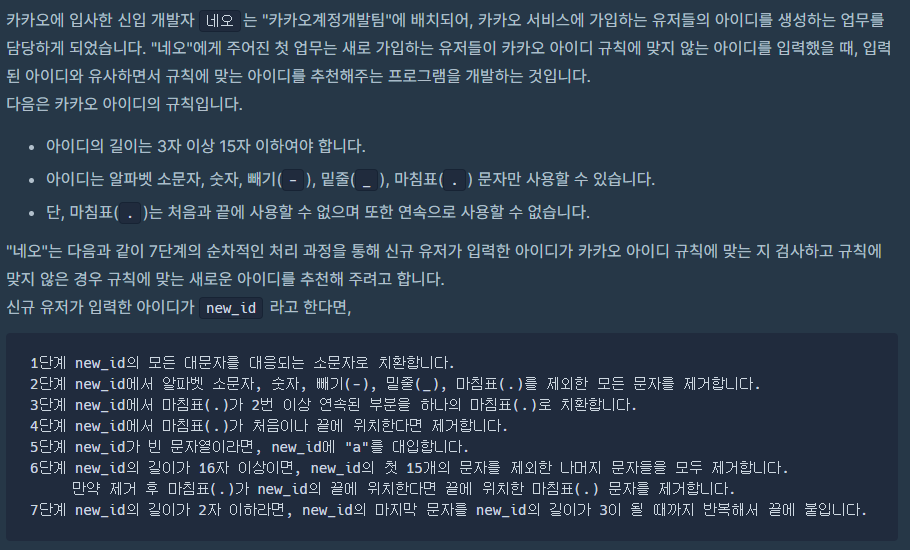 카카오에 입사한 신입 개발자 네오 는 "카카오계정개발팀"에 배치되어, 카카오 서비스에 가입하는 유저들의 아이디를 생성하는 업무를
담당하게 되었습니다. "네오"에게 주어진 첫 업무는 새로 가입하는 유저들이 카카오 아이디 규칙에 맞지 않는 아이디를 입력했을 때, 입력
된 아이디와 유사하면서 규칙에 맞는 아이디를 추천해주는 프로그램을 개발하는 것입니다.
다음은 카카오 아이디의 규칙입니다.
• 아이디의 길이는 3자 이상 15자 이하여야 합니다.
• 아이디는 알파벳 소문자, 숫자, 빼기( - ), 밑줄( _ ), 마침표( . ) 문자만 사용할 수 있습니다.
• 단, 마침표( . )는 처음과 끝에 사용할 수 없으며 또한 연속으로 사용할 수 없습니다.
"네오"는 다음과 같이 7단계의 순차적인 처리 과정을 통해 신규 유저가 입력한 아이디가 카카오 아이디 규칙에 맞는 지 검사하고 규칙에
맞지 않은 경우 규칙에 맞는 새로운 아이디를 추천해 주려고 합니다.
신규 유저가 입력한 아이디가 new_id 라고 한다면,
1단계 new_id의 모든 대문자를 대응되는 소문자로 치환합니다.
2단계 new_id에서 알파벳 소문자, 숫자, 빼기(-), 밑줄(_), 마침표(.)를 제외한 모든 문자를 제거합니다.
3단계 new_id에서 마침표(.)가 2번 이상 연속된 부분을 하나의 마침표(.)로 치환합니다.
4단계 new_id에서 마침표(.)가 처음이나 끝에 위치한다면 제거합니다.
5단계 new_id가 빈 문자열이라면, new_id에 "a"를 대입합니다.
6단계 new_id의 길이가 16자 이상이면, new_id의 첫 15개의 문자를 제외한 나머지 문자들을 모두 제거합니다.
만약 제거 후 마침표(.)가 new_id의 끝에 위치한다면 끝에 위치한 마침표(.) 문자를 제거합니다.
7단계 new_id의 길이가 2자 이하라면, new_id의 마지막 문자를 new_id의 길이가 3이 될 때까지 반복해서 끝에 붙입니다.